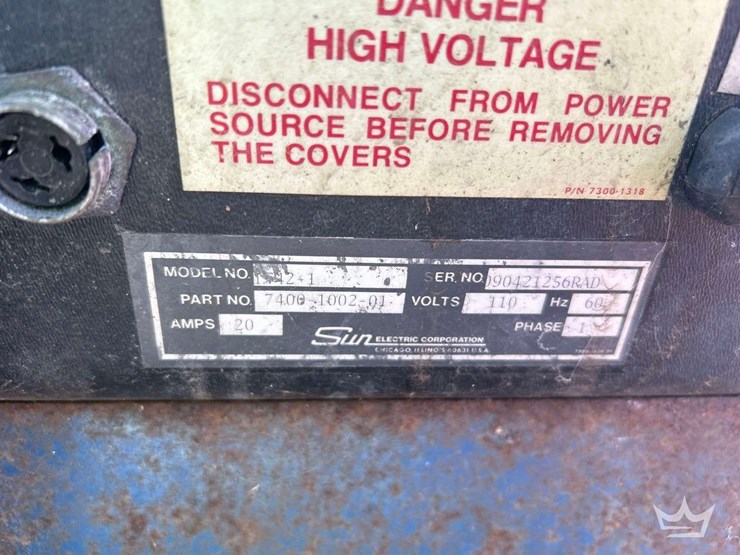 DANGER
HIGH VOLTAGE
DISCONNECT FROM POWER
SOURCE BEFORE REMOVING
THE COVERS
P/N 7300-1318
MODEL NO. SER. NO. 090421256RAD
PART NO. 7400-1002-01 VOLTS 110 Hz 60
AMPS 20 PHASE 1
Sun ELECTRIC CORPORATION
CHICAGO, ILLINOIS 60631 U.S.A.